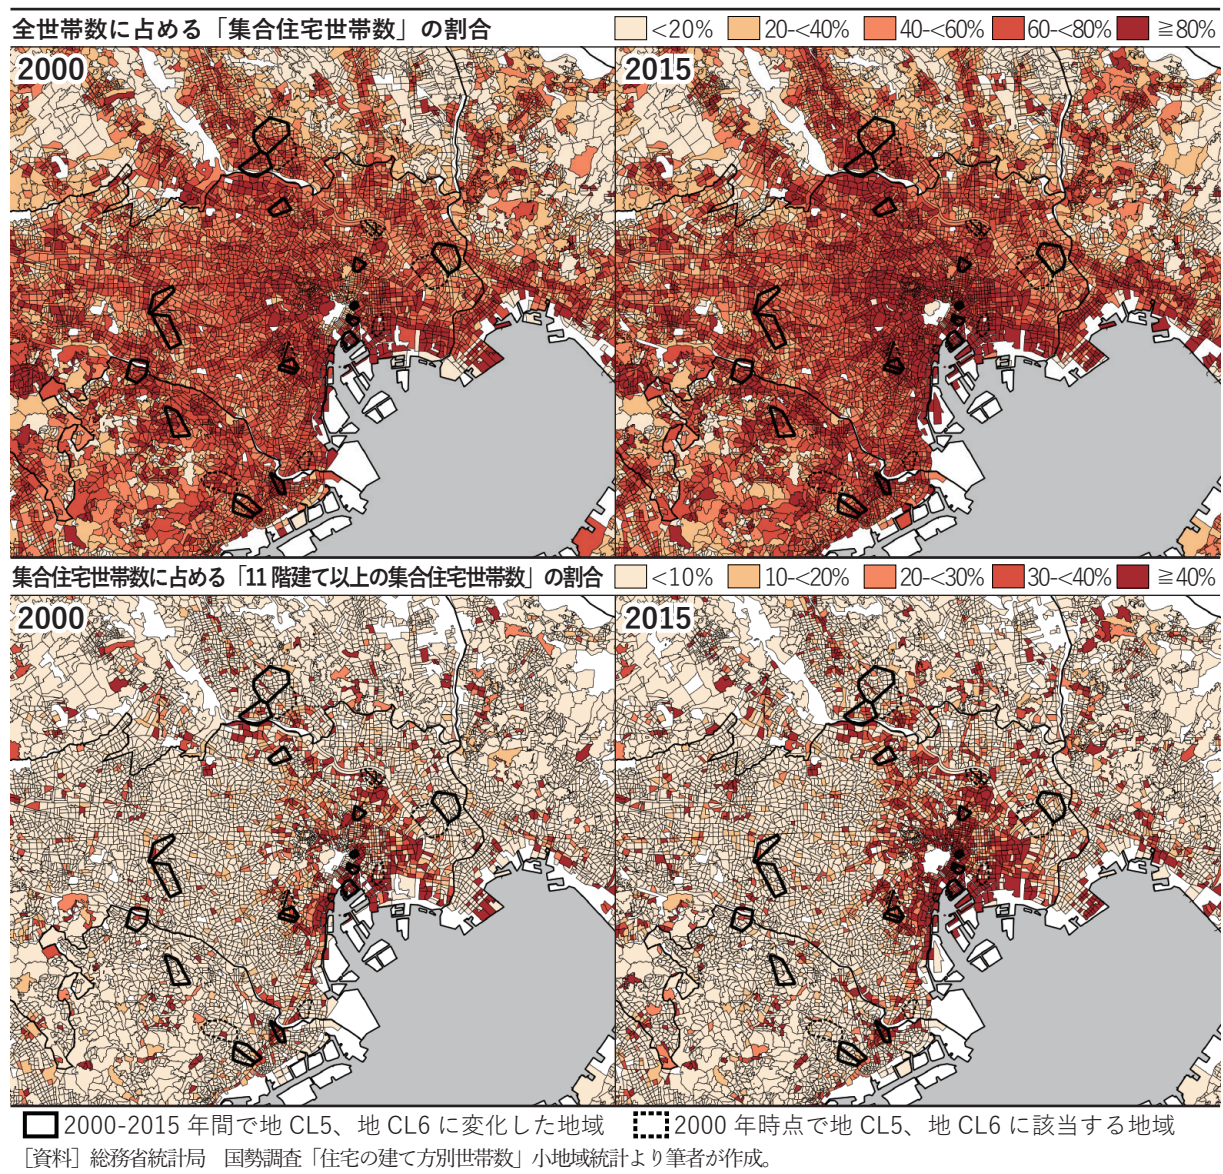 全世帯数に占める「集合住宅世帯数」の割合 <20% 20-<40% 40-<60% 60-<80% ≧80%
2000 2015
集合住宅世帯数に占める「11階建て以上の集合住宅世帯数」の割合 <10% 10-<20% 20-<30% 30-<40% ≧40%
2000 2015
2000-2015 年間で地 CL5、地 CL6 に変化した地域 2000 年時点で地 CL5、地 CL6 に該当する地域
［資料］総務省統計局 国勢調査「住宅の建て方別世帯数」小地域統計より筆者が作成。